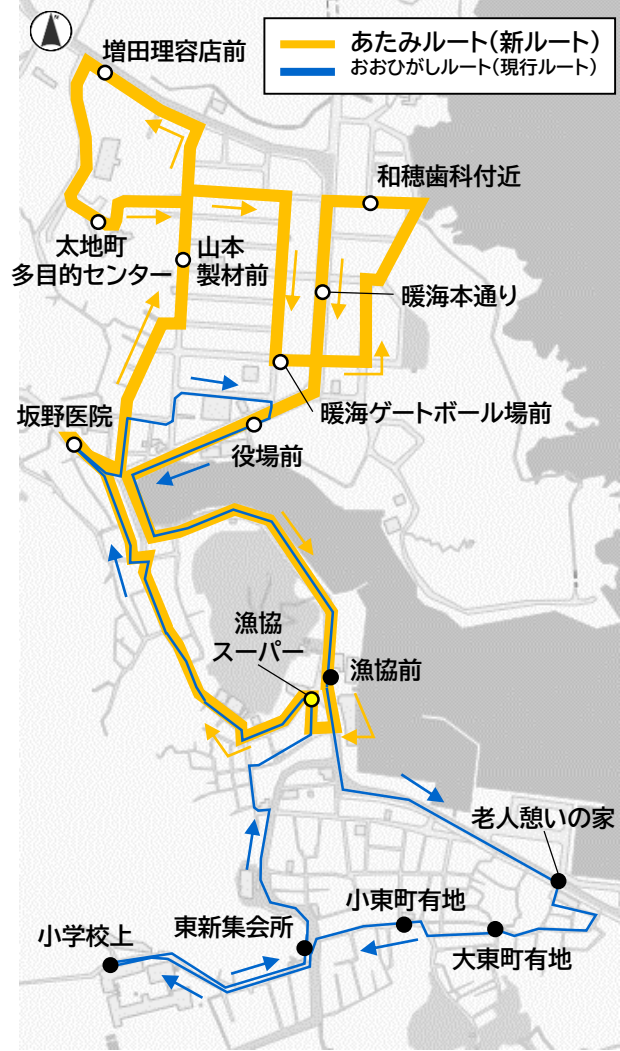 あたみルート(新ルート)
おおひがしルート(現行ルート)
増田理容店前
和穂歯科付近
太地町
多目的センター
山本
製材前
暖海本通り
坂野医院
暖海ゲートボール場前
役場前
漁協
スーパー
漁協前
老人憩いの家
小東町有地
東新集会所
小学校上
大東町有地